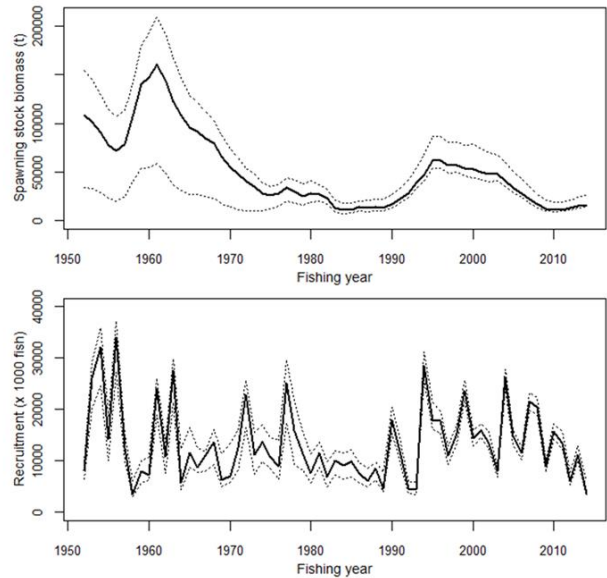 Spawning stock biomass (t)
200000
150000
100000
50000
0
1950 1960 1970 1980 1990 2000 2010
Fishing year
Recruitment (x 1000 fish)
40000
30000
20000
10000
0
1950 1960 1970 1980 1990 2000 2010
Fishing year